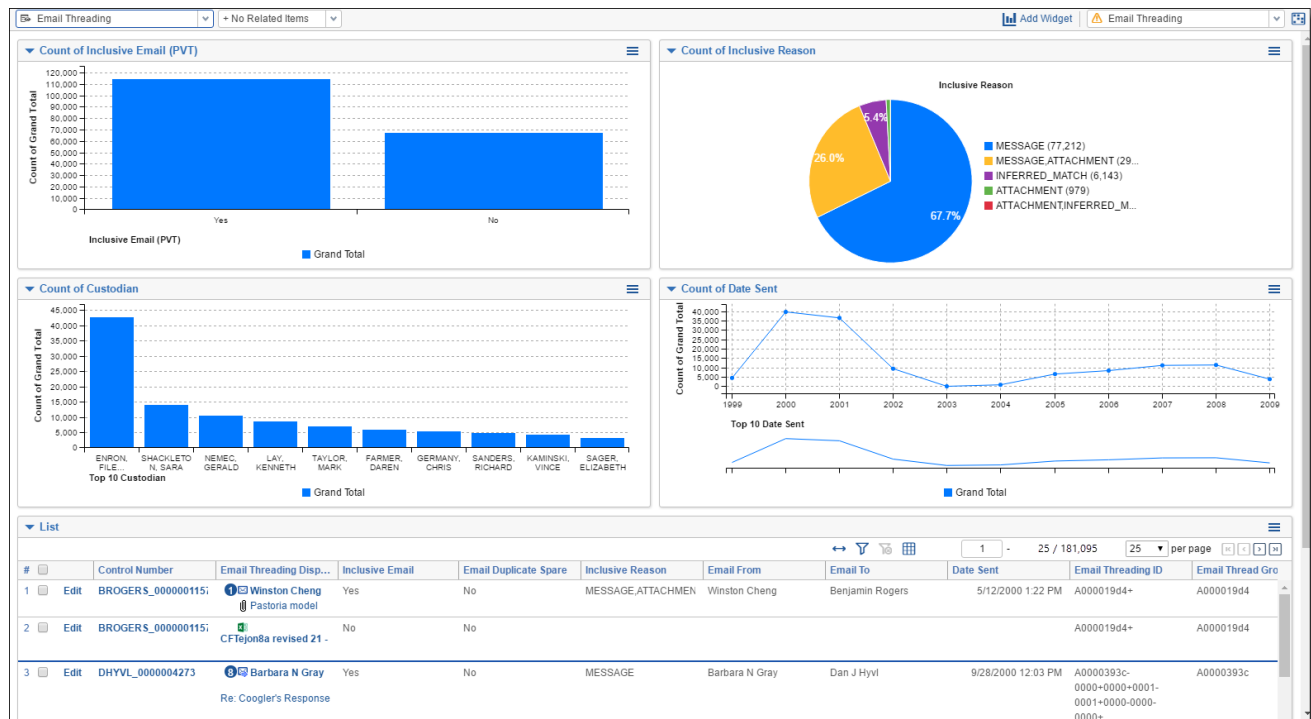 Email Threading
+ No Related Items
Add Widget
Email Threading
Count of Inclusive Email (PVT)
Count of Grand Total
120,000
110,000
100,000
90,000
80,000
70,000
60,000
50,000
40,000
30,000
20,000
10,000
0
Yes No
Inclusive Email (PVT)
Grand Total
Count of Inclusive Reason
Inclusive Reason
5.4%
26.0%
67.7%
MESSAGE (77,212)
MESSAGE,ATTACHMENT (29...
INFERRED_MATCH (6,143)
ATTACHMENT (979)
ATTACHMENT,INFERRED_M...
Count of Custodian
Count of Grand Total
45,000
40,000
35,000
30,000
25,000
20,000
15,000
10,000
5,000
0
ENRON, SHACKLETO NEMEC, LAY, TAYLOR, FARMER, GERMANY, SANDERS, KAMINSKI, SAGER,
FILE... N, SARA GERALD KENNETH MARK DAREN CHRIS RICHARD VINCE ELIZABETH
Top 10 Custodian
Grand Total
Count of Date Sent
Count of Grand Total
40,000
35,000
30,000
25,000
20,000
15,000
10,000
5,000
0
1999 2000 2001 2002 2003 2004 2005 2006 2007 2008 2009
Top 10 Date Sent
Grand Total
List
1 - 25 / 181,095 25 per page
# Control Number Email Threading Disp... Inclusive Email Email Duplicate Spare Inclusive Reason Email From Email To Date Sent Email Threading ID Email Thread Gro
1 Edit BROGERS_0000001157 1 Winston Cheng Yes No MESSAGE,ATTACHMEN Winston Cheng Benjamin Rogers 5/12/2000 1:22 PM A000019d4+ A000019d4
Pastoria model
2 Edit BROGERS_0000001157 No No A000019d4+ A000019d4
CFTejon8a revised 21 -
3 Edit DHYVL_0000004273 8 Barbara N Gray Yes No MESSAGE Barbara N Gray Dan J Hyvl 9/28/2000 12:03 PM A0000393c- A0000393c
0000+0000+0001-
Re: Coogler's Response
0001+0000-0000-
0000+